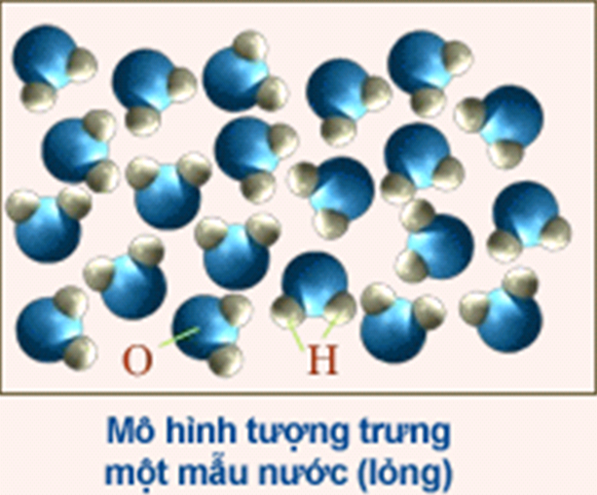 O
H
Mô hình tượng trưng
một mẫu nước (lỏng)